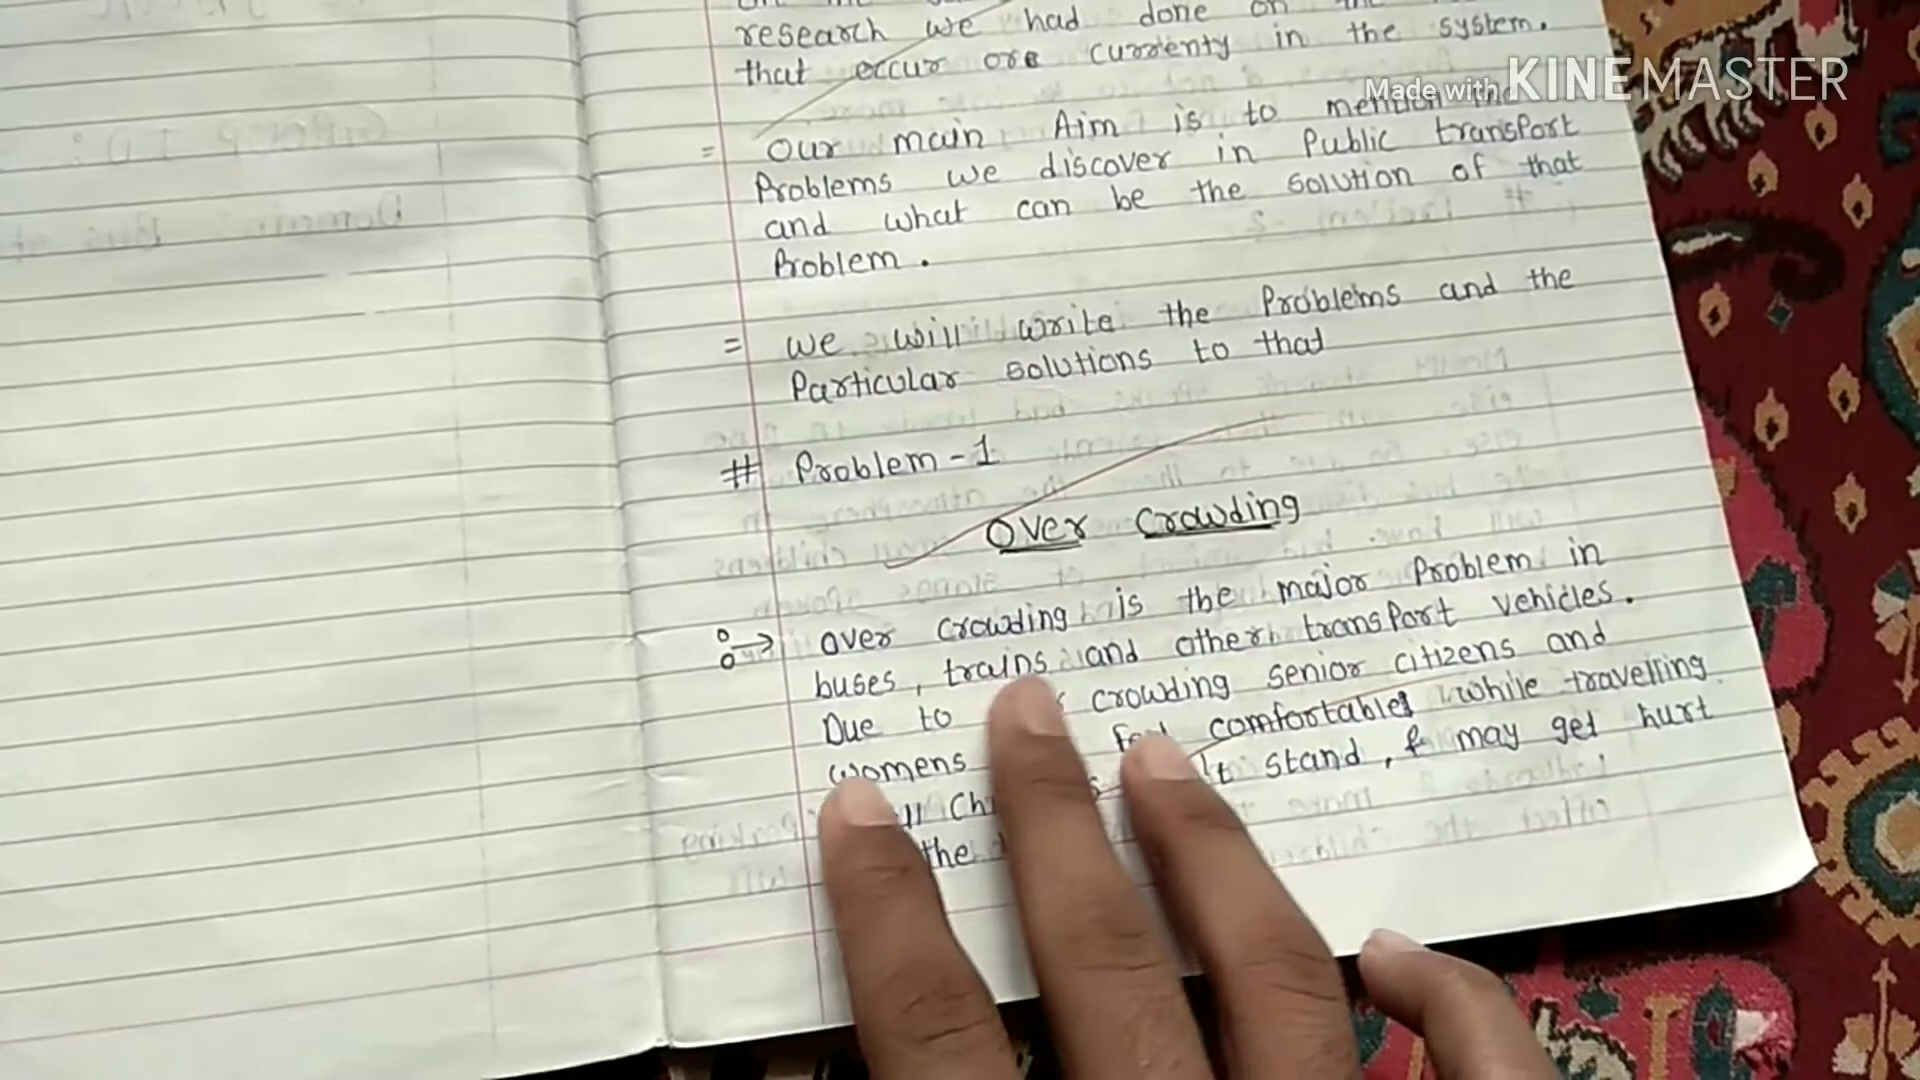 research we had done on the
that occur ore currenty in the system.
Made with KINEMASTER
= Our main Aim is to mention the
Problems we discover in Public transport
and what can be the solution of that
Problem.
= we will write the Problems and the
Particular solutions to that
# Problem - 1
Over Crowding
over crowding is the major Problem in
buses, trains and other transport vehicles.
Due to crowding senior citizens and
womens comfortable while travelling
stand, & may get hurt
the